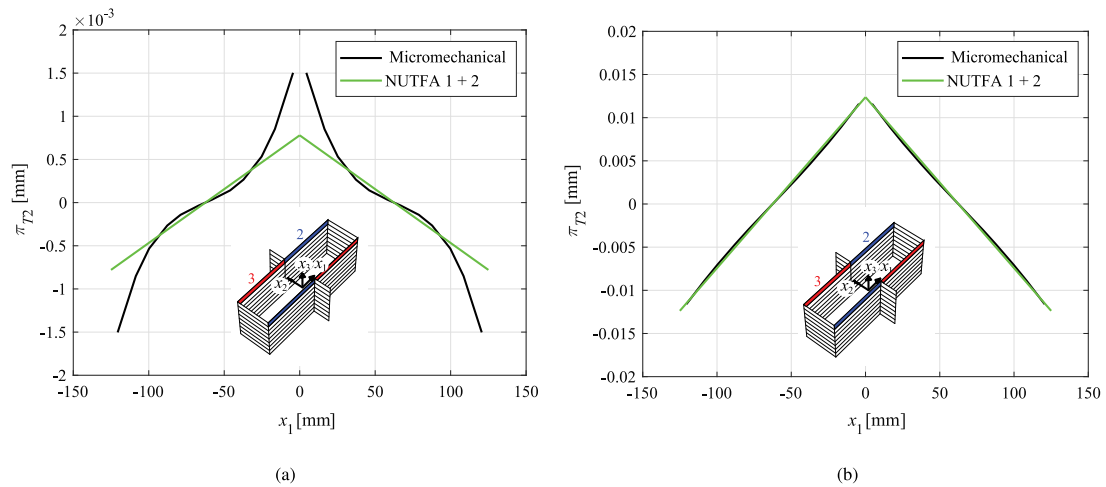 ×10⁻³
2
1.5
1
0.5
0
-0.5
-1
-1.5
-2
-150 -100 -50 0 50 100 150
π_T2 [mm]
x₁ [mm]
Micromechanical
NUTFA 1 + 2
2
3
x₃ x₁
x₂
(a)
0.02
0.015
0.01
0.005
0
-0.005
-0.01
-0.015
-0.02
-150 -100 -50 0 50 100 150
π_T2 [mm]
x₁ [mm]
Micromechanical
NUTFA 1 + 2
2
3
x₃ x₁
x₂
(b)